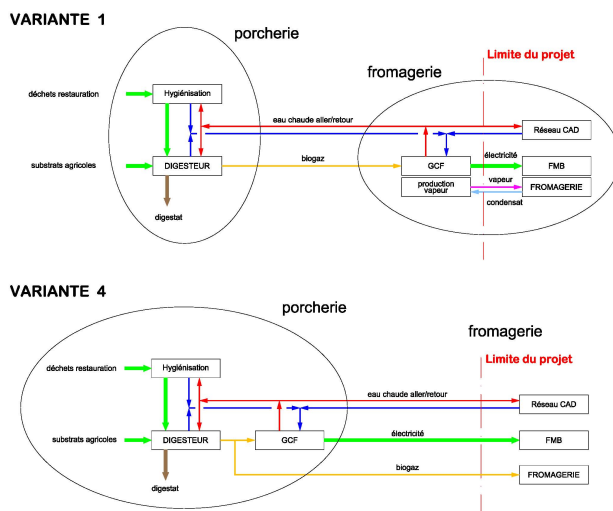 VARIANTE 1
porcherie
Limite du projet
fromagerie
déchets restauration
Hygiénisation
eau chaude aller/retour
Réseau CAD
substrats agricoles
DIGESTEUR
biogaz
GCF
électricité
FMB
production
vapeur
vapeur
FROMAGERIE
condensat
digestat
VARIANTE 4
porcherie
fromagerie
Limite du projet
déchets restauration
Hygiénisation
eau chaude aller/retour
Réseau CAD
substrats agricoles
DIGESTEUR
GCF
électricité
FMB
biogaz
FROMAGERIE
digestat